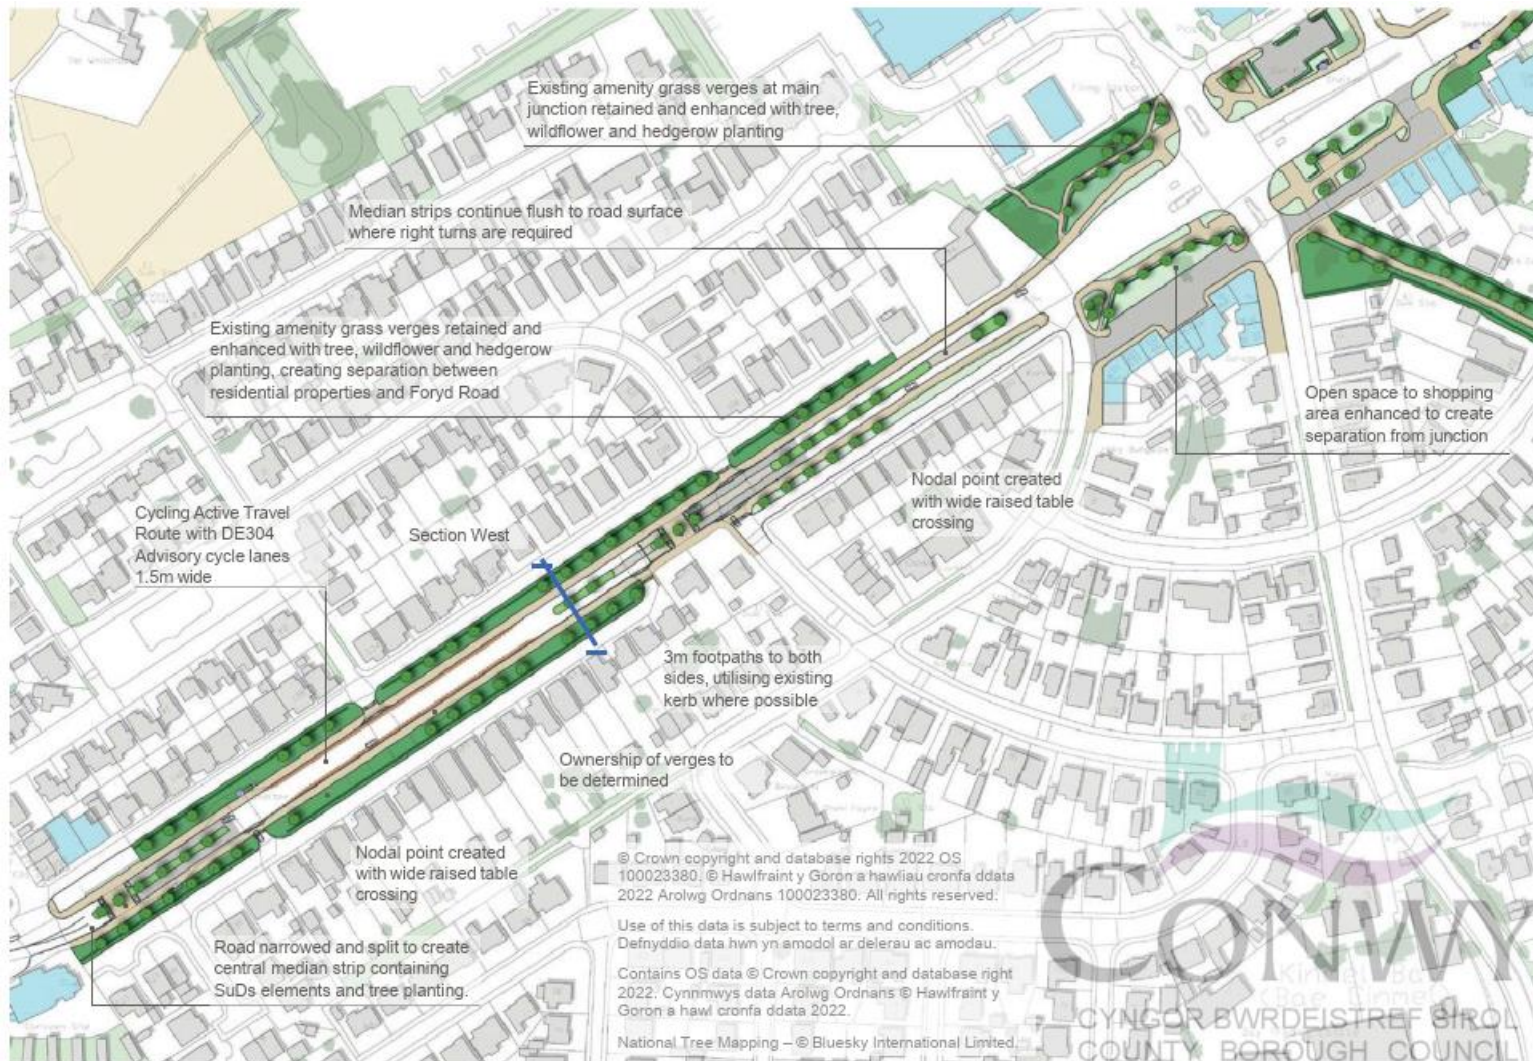 Existing amenity grass verges at main
junction retained and enhanced with tree,
wildflower and hedgerow planting
Median strips continue flush to road surface
where right turns are required
Existing amenity grass verges retained and
enhanced with tree, wildflower and hedgerow
planting, creating separation between
residential properties and Foryd Road
Open space to shopping
area enhanced to create
separation from junction
Nodal point created
with wide raised table
crossing
Cycling Active Travel
Route with DE304
Advisory cycle lanes
1.5m wide
Section West
3m footpaths to both
sides, utilising existing
kerb where possible
Ownership of verges to
be determined
Nodal point created
with wide raised table
crossing
Road narrowed and split to create
central median strip containing
SuDs elements and tree planting.
© Crown copyright and database rights 2022 OS
100023380. © Hawlfraint y Goron a hawliau cronfa ddata
2022 Arolwg Ordnans 100023380. All rights reserved.
Use of this data is subject to terms and conditions.
Defnyddio data hwn yn amodol ar delerau ac amodau.
Contains OS data © Crown copyright and database right
2022. Cynnmwys data Arolwg Ordnans © Hawlfraint y
Goron a hawl cronfa ddata 2022.
National Tree Mapping – © Bluesky International Limited.
CONWY
CYNGOR BWRDEISTREF SIROL
COUNTY BOROUGH COUNCIL